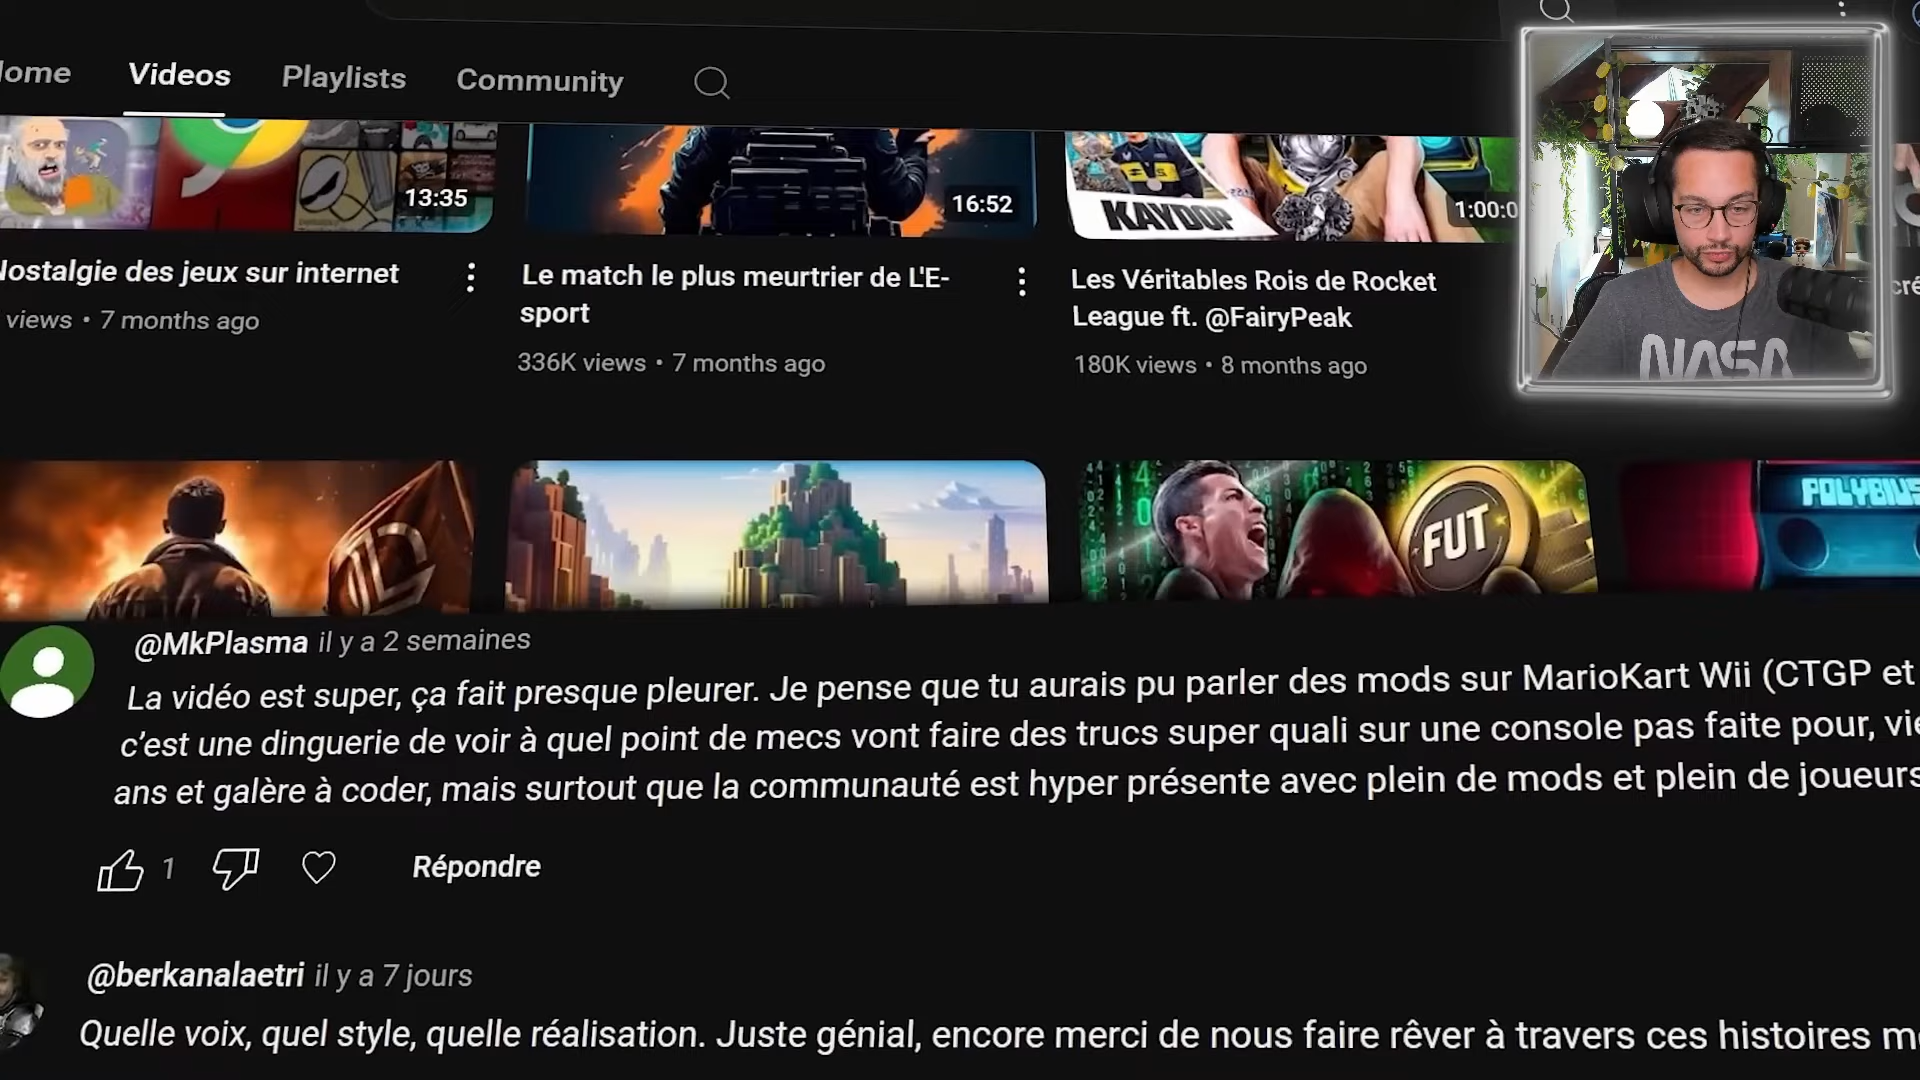 Home Videos Playlists Community
13:35
16:52
KAYDOP
1:00:0
Nostalgie des jeux sur internet
Le match le plus meurtrier de L'E-
sport
Les Véritables Rois de Rocket
League ft. @FairyPeak
views • 7 months ago
336K views • 7 months ago
180K views • 8 months ago
NASA
FUT
POLYBIUS
@MkPlasma il y a 2 semaines
La vidéo est super, ça fait presque pleurer. Je pense que tu aurais pu parler des mods sur MarioKart Wii (CTGP et
c’est une dinguerie de voir à quel point de mecs vont faire des trucs super quali sur une console pas faite pour, vie
ans et galère à coder, mais surtout que la communauté est hyper présente avec plein de mods et plein de joueurs
1 Répondre
@berkanalaetri il y a 7 jours
Quelle voix, quel style, quelle réalisation. Juste génial, encore merci de nous faire rêver à travers ces histoires